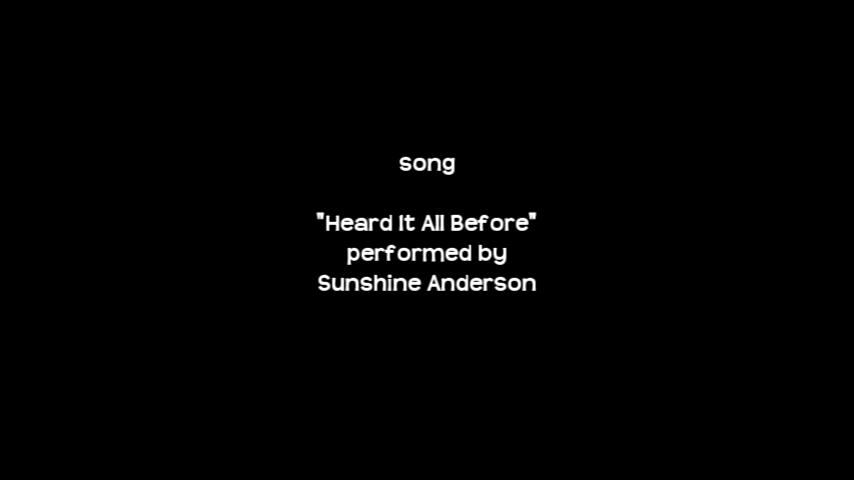 song
"Heard It All Before"
performed by
Sunshine Anderson